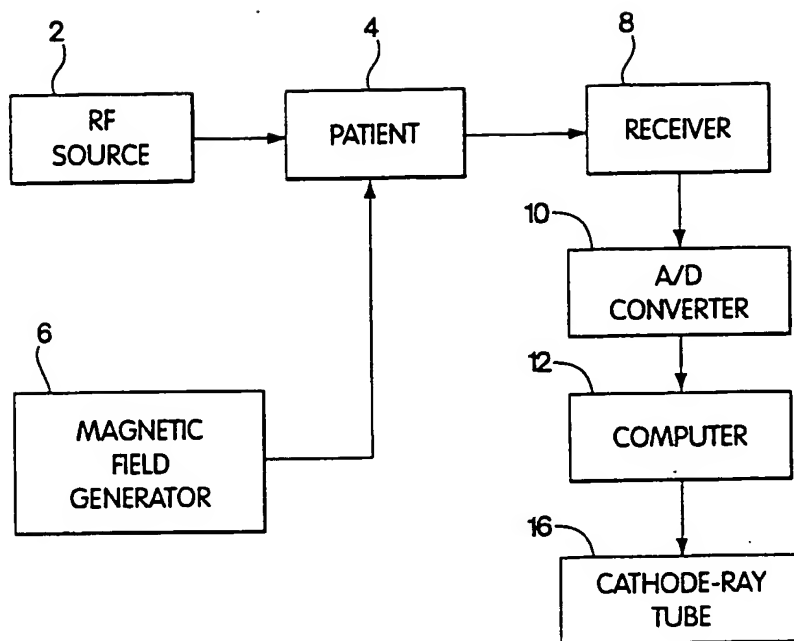 2
RF
SOURCE
4
PATIENT
8
RECEIVER
10
A/D
CONVERTER
6
MAGNETIC
FIELD
GENERATOR
12
COMPUTER
16
CATHODE-RAY
TUBE